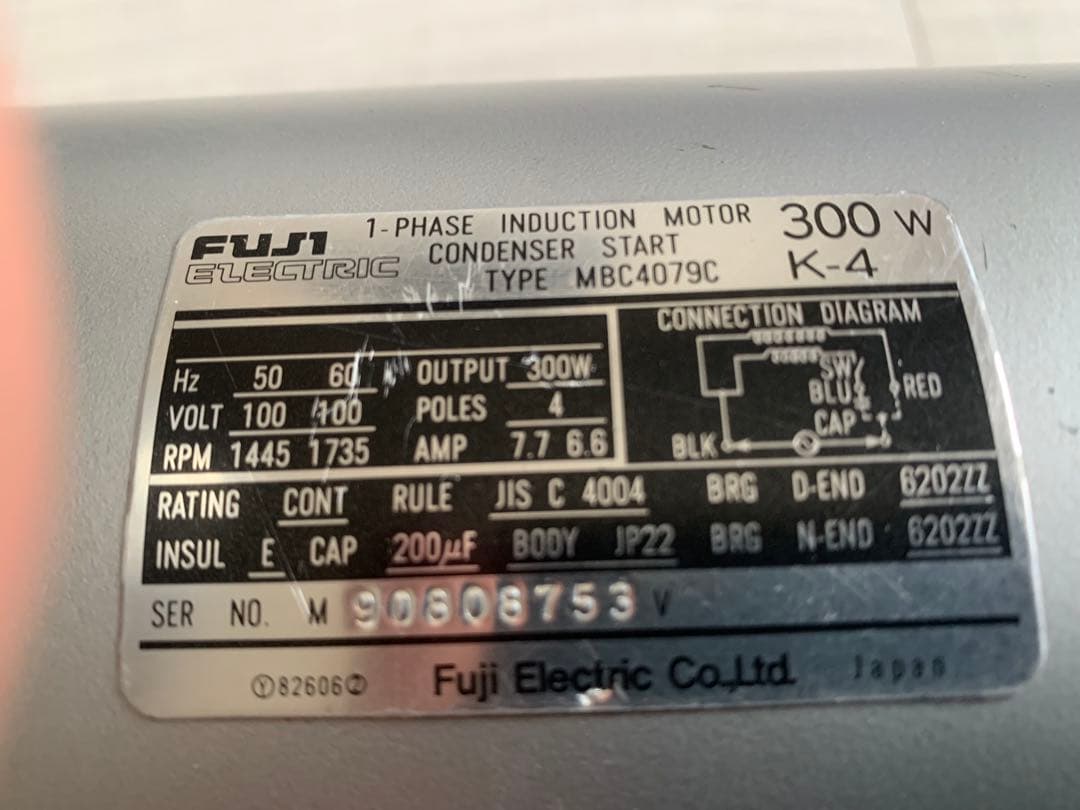 FUJI ELECTRIC
1-PHASE INDUCTION MOTOR 300 W
CONDENSER START K-4
TYPE MBC4079C
Hz 50 60 OUTPUT 300W
VOLT 100 100 POLES 4
RPM 1445 1735 AMP 7.7 6.6
CONNECTION DIAGRAM
SW
BLU RED
CAP
BLK
RATING CONT RULE JIS C 4004 BRG D-END 6202ZZ
INSUL E CAP 200μF BODY JP22 BRG N-END 6202ZZ
SER NO. M 90808753 V
Ⓨ82606Ⓩ Fuji Electric Co.,Ltd. Japan